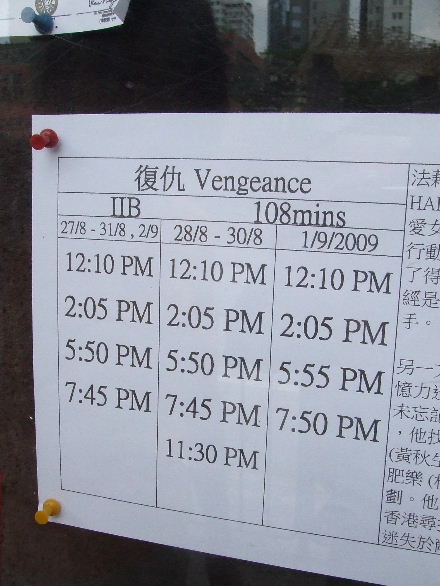 復仇 Vengeance
IIB 108mins
27/8 - 31/8 , 2/9 28/8 - 30/8 1/9/2009
12:10 PM 12:10 PM 12:10 PM
2:05 PM 2:05 PM 2:05 PM
5:50 PM 5:50 PM 5:55 PM
7:45 PM 7:45 PM 7:50 PM
11:30 PM
法
愛女
行動
了得
經是
手。
另一
憶力
未忘
,他找
(黃秋生
肥樂
劃。他
香港尋
迷失於